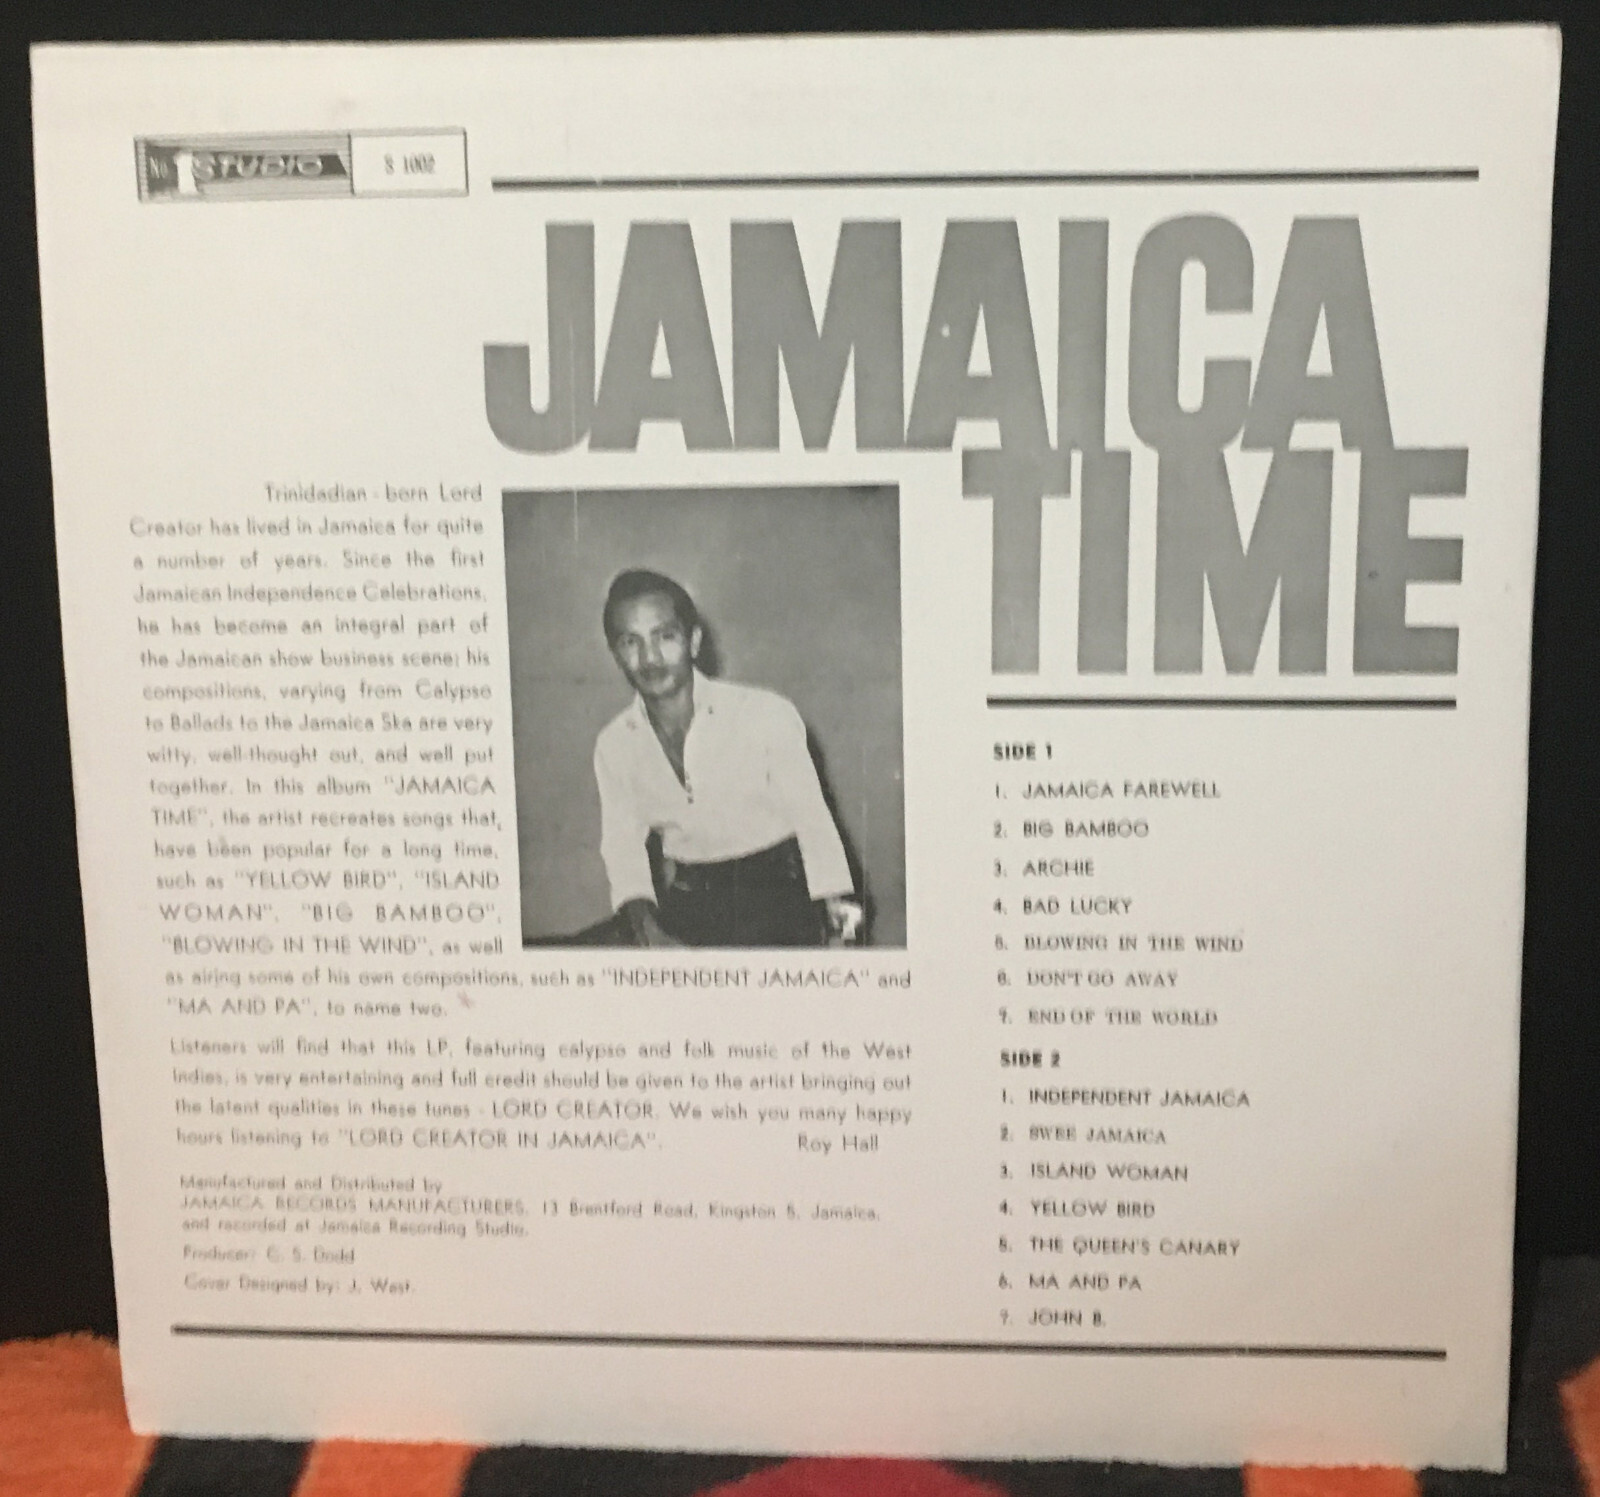 No 1 STUDIO S 1002
JAMAICA
TIME
Trinidadian - born Lord
Creator has lived in Jamaica for quite
a number of years. Since the first
Jamaican Independence Celebrations,
he has become an integral part of
the Jamaican show business scene; his
compositions, varying from Calypso
to Ballads to the Jamaica Ska are very
witty, well-thought out, and well put
together. In this album "JAMAICA
TIME", the artist recreates songs that,
have been popular for a long time,
such as "YELLOW BIRD", "ISLAND
WOMAN", "BIG BAMBOO",
"BLOWING IN THE WIND", as well
as airing some of his own compositions, such as "INDEPENDENT JAMAICA" and
"MA AND PA", to name two.
Listeners will find that this LP, featuring calypso and folk music of the West
Indies, is very entertaining and full credit should be given to the artist bringing out
the latent qualities in these tunes - LORD CREATOR. We wish you many happy
hours listening to "LORD CREATOR IN JAMAICA". Roy Hall
Manufactured and Distributed by
JAMAICA RECORDS MANUFACTURERS, 13 Brentford Road, Kingston 5, Jamaica,
and recorded at Jamaica Recording Studio.
Producer: C. S. Dodd
Cover Designed by: J. West.
SIDE 1
1. JAMAICA FAREWELL
2. BIG BAMBOO
3. ARCHIE
4. BAD LUCKY
5. BLOWING IN THE WIND
6. DON'T GO AWAY
7. END OF THE WORLD
SIDE 2
1. INDEPENDENT JAMAICA
2. SWEE JAMAICA
3. ISLAND WOMAN
4. YELLOW BIRD
5. THE QUEEN'S CANARY
6. MA AND PA
7. JOHN B.